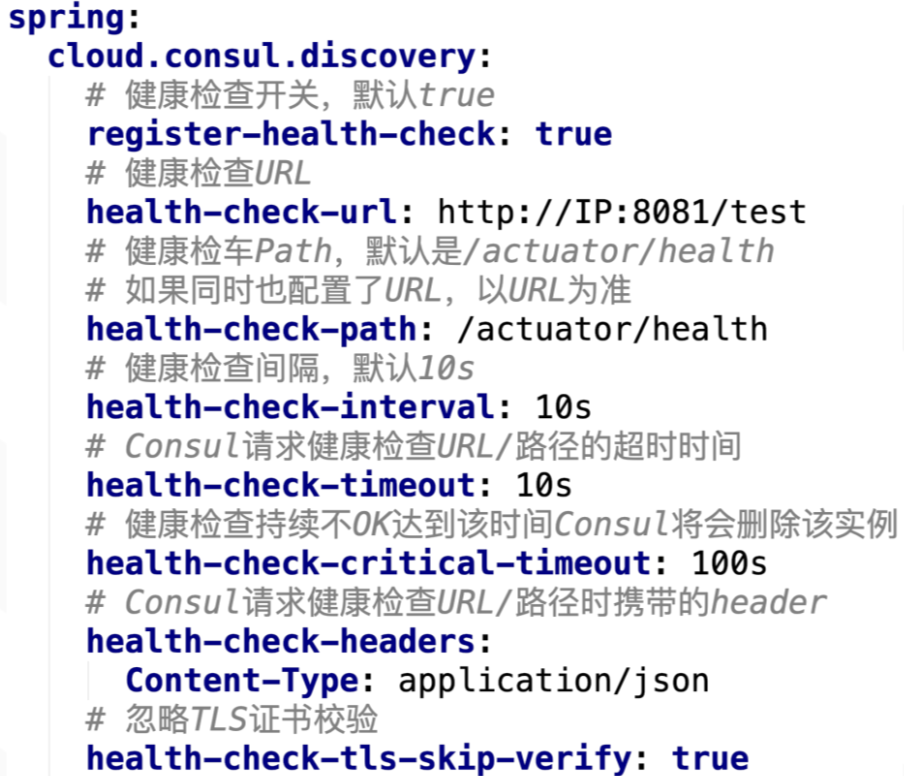 spring:
  cloud.consul.discovery:
    # 健康检查开关，默认true
    register-health-check: true
    # 健康检查URL
    health-check-url: http://IP:8081/test
    # 健康检车Path，默认是/actuator/health
    # 如果同时也配置了URL，以URL为准
    health-check-path: /actuator/health
    # 健康检查间隔，默认10s
    health-check-interval: 10s
    # Consul请求健康检查URL/路径的超时时间
    health-check-timeout: 10s
    # 健康检查持续不OK达到该时间Consul将会删除该实例
    health-check-critical-timeout: 100s
    # Consul请求健康检查URL/路径时携带的header
    health-check-headers:
      Content-Type: application/json
    # 忽略TLS证书校验
    health-check-tls-skip-verify: true